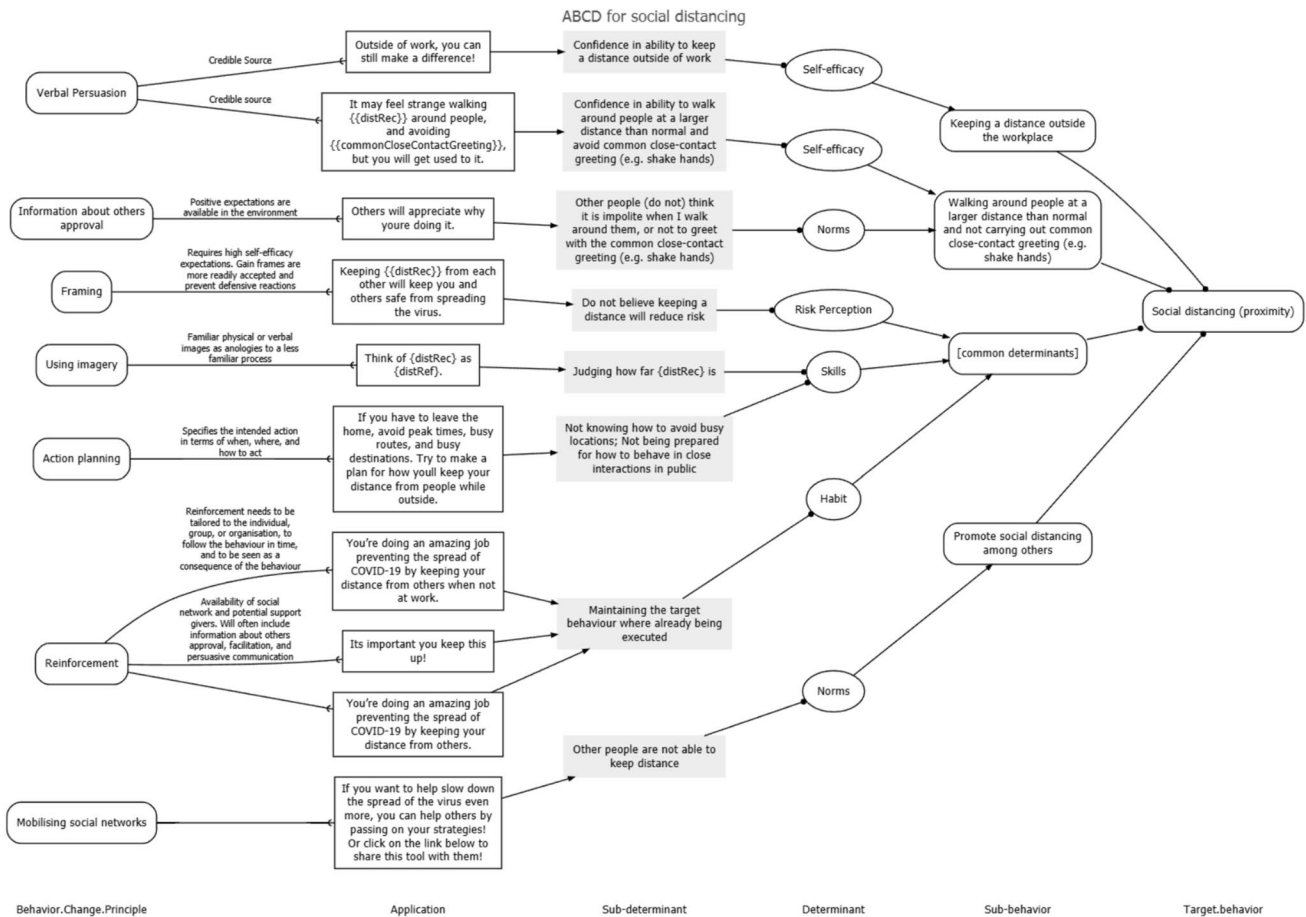 ABCD for social distancing
Verbal Persuasion
Credible Source
Outside of work, you can
still make a difference!
Confidence in ability to keep
a distance outside of work
Self-efficacy
Credible source
It may feel strange walking
{{distRec}} around people,
and avoiding
{{commonCloseContactGreeting}},
but you will get used to it.
Confidence in ability to walk
around people at a larger
distance than normal and
avoid common close-contact
greeting (e.g. shake hands)
Self-efficacy
Keeping a distance outside
the workplace
Information about others
approval
Positive expectations are
available in the environment
Others will appreciate why
youre doing it.
Other people (do not) think
it is impolite when I walk
around them, or not to greet
with the common close-contact
greeting (e.g. shake hands)
Norms
Walking around people at a
larger distance than normal
and not carrying out common
close-contact greeting (e.g.
shake hands)
Framing
Requires high self-efficacy
expectations. Gain frames are
more readily accepted and
prevent defensive reactions
Keeping {{distRec}} from each
other will keep you and
others safe from spreading
the virus.
Do not believe keeping a
distance will reduce risk
Risk Perception
Social distancing (proximity)
Using imagery
Familiar physical or verbal
images as anologies to a less
familiar process
Think of {distRec} as
{distRef}.
Judging how far {distRec} is
Skills
[common determinants]
Action planning
Specifies the intended action
in terms of when, where, and
how to act
If you have to leave the
home, avoid peak times, busy
routes, and busy
destinations. Try to make a
plan for how youll keep your
distance from people while
outside.
Not knowing how to avoid busy
locations; Not being prepared
for how to behave in close
interactions in public
Habit
Reinforcement
Reinforcement needs to be
tailored to the individual,
group, or organisation, to
follow the behaviour in time,
and to be seen as a
consequence of the behaviour
You're doing an amazing job
preventing the spread of
COVID-19 by keeping your
distance from others when not
at work.
Promote social distancing
among others
Availability of social
network and potential support
givers. Will often include
information about others
approval, facilitation, and
persuasive communication
Its important you keep this
up!
Maintaining the target
behaviour where already being
executed
You're doing an amazing job
preventing the spread of
COVID-19 by keeping your
distance from others.
Norms
Mobilising social networks
If you want to help slow down
the spread of the virus even
more, you can help others by
passing on your strategies!
Or click on the link below to
share this tool with them!
Other people are not able to
keep distance
Behavior.Change.Principle
Application
Sub-determinant
Determinant
Sub-behavior
Target.behavior